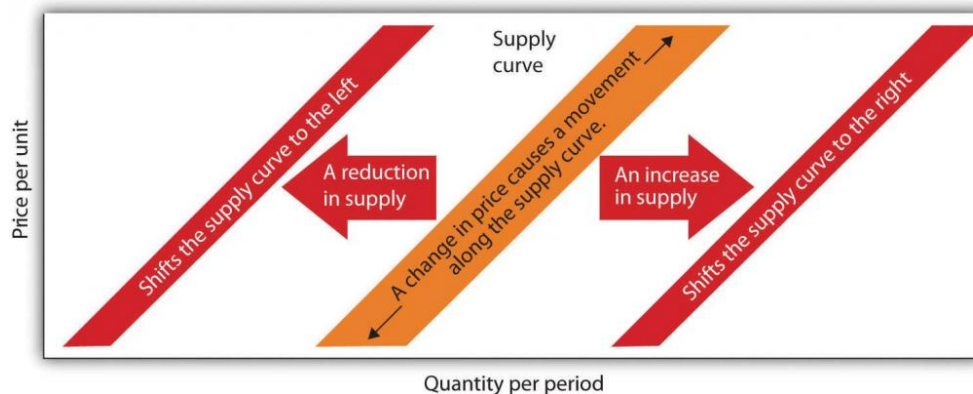 Supply
curve
Price per unit
Shifts the supply curve to the left
A reduction
in supply
A change in price causes a movement
along the supply curve.
An increase
in supply
Shifts the supply curve to the right
Quantity per period